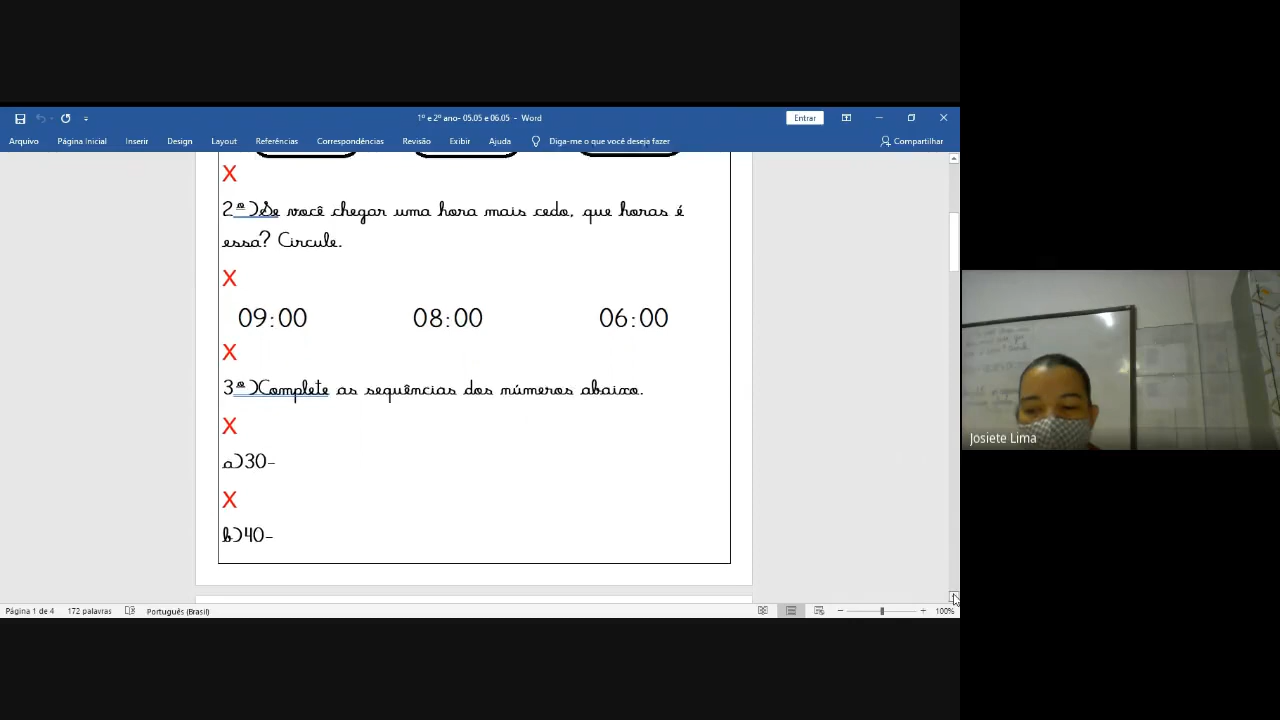 1º e 2º ano- 05.05 e 06.05 - Word
Entrar
Arquivo Página Inicial Inserir Design Layout Referências Correspondências Revisão Exibir Ajuda Diga-me o que você deseja fazer Compartilhar
X
2º)Se você chegar uma hora mais cedo, que horas é
essa? Circule.
X
09:00 08:00 06:00
X
3º)Complete as sequências dos números abaixo.
X
a)30-
X
b)40-
Josiete Lima
Página 1 de 4 172 palavras Português (Brasil) 100%